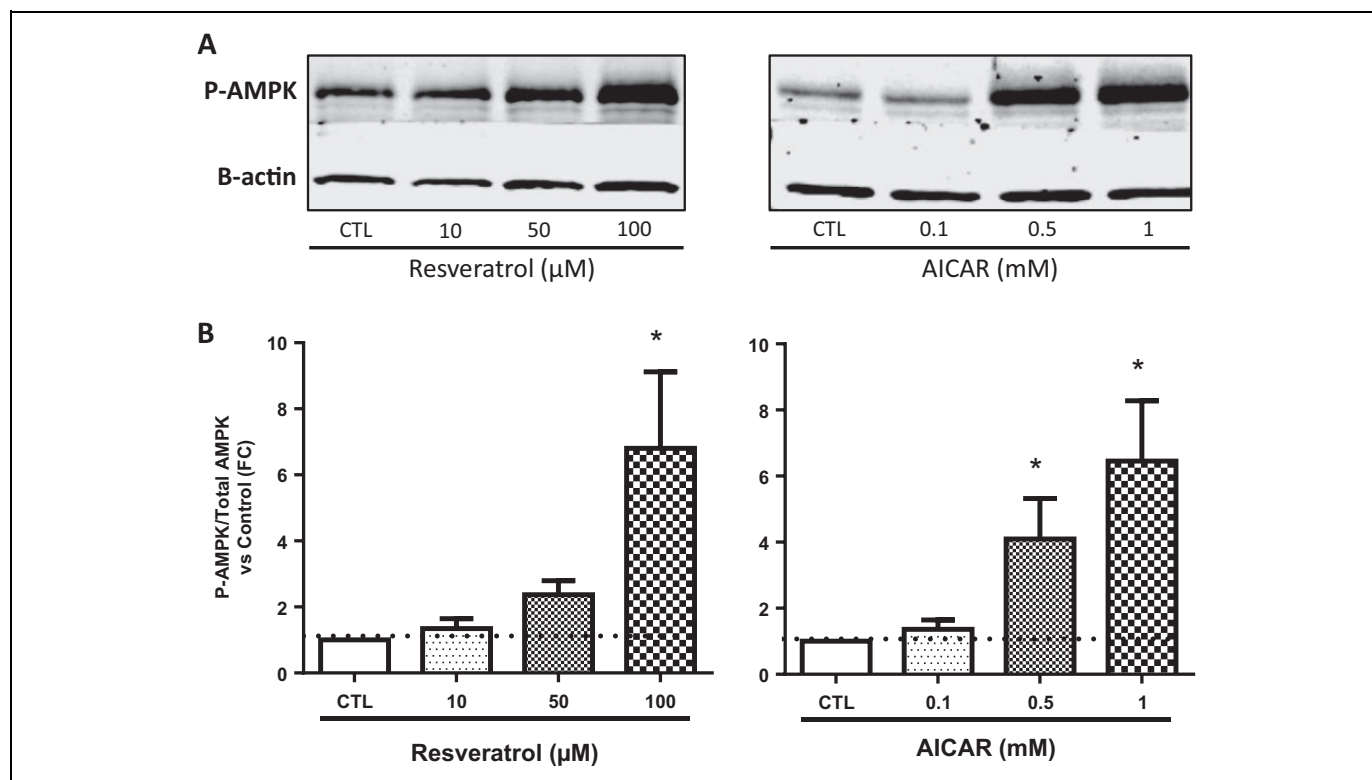 A
P-AMPK
B-actin
CTL 10 50 100
Resveratrol (µM)
CTL 0.1 0.5 1
AICAR (mM)
B
P-AMPK/Total AMPK
vs Control (FC)
10
8
6
4
2
0
*
CTL 10 50 100
Resveratrol (µM)
10
8
6
4
2
0
*
*
CTL 0.1 0.5 1
AICAR (mM)